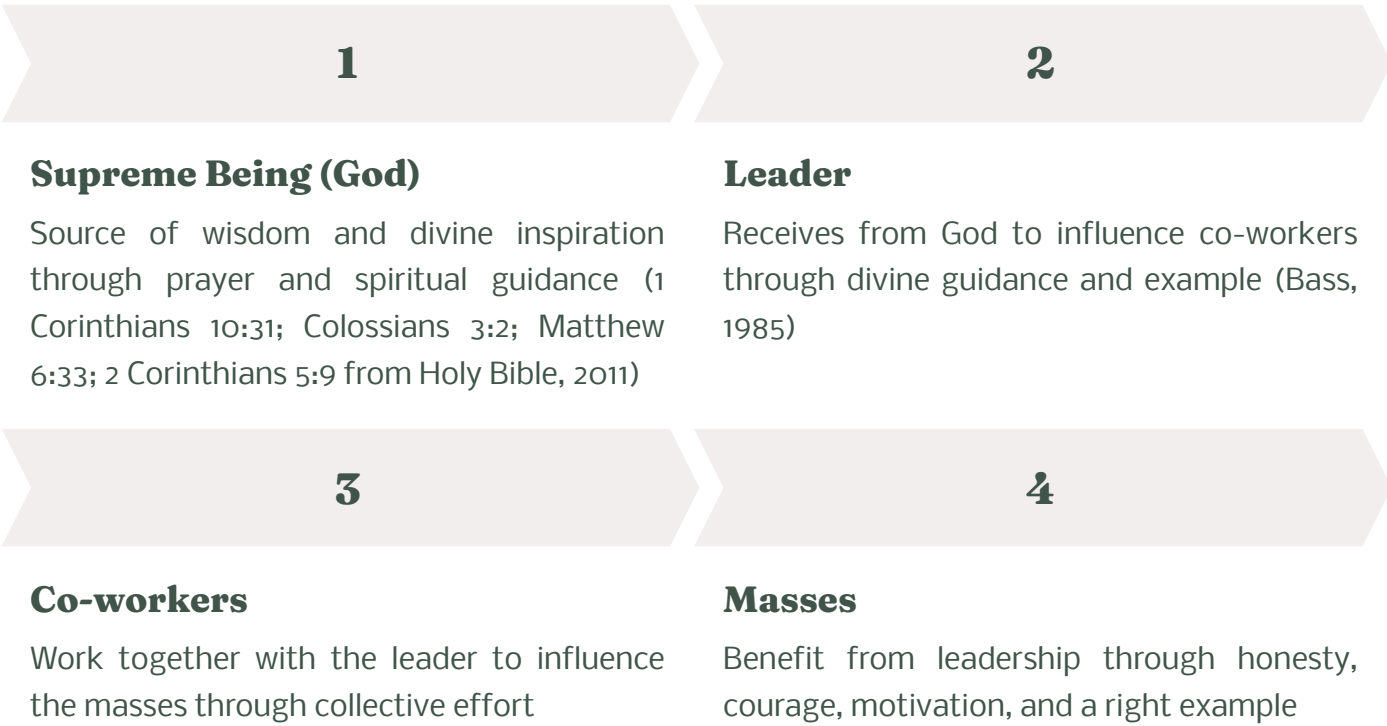 1
Supreme Being (God)
Source of wisdom and divine inspiration
through prayer and spiritual guidance (1
Corinthians 10:31; Colossians 3:2; Matthew
6:33; 2 Corinthians 5:9 from Holy Bible, 2011)
2
Leader
Receives from God to influence co-workers
through divine guidance and example (Bass,
1985)
3
Co-workers
Work together with the leader to influence
the masses through collective effort
4
Masses
Benefit from leadership through honesty,
courage, motivation, and a right example